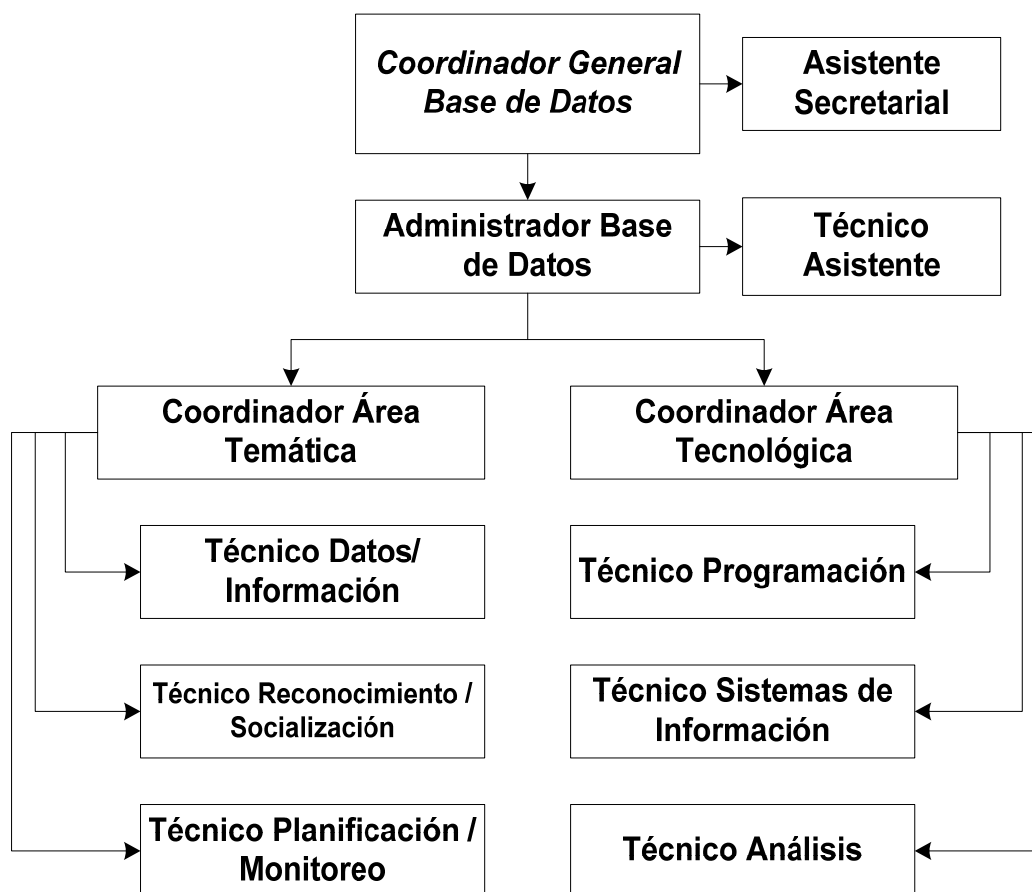 Coordinador General
Base de Datos
Asistente
Secretarial
Administrador Base
de Datos
Técnico
Asistente
Coordinador Área
Temática
Coordinador Área
Tecnológica
Técnico Datos/
Información
Técnico Programación
Técnico Reconocimiento /
Socialización
Técnico Sistemas de
Información
Técnico Planificación /
Monitoreo
Técnico Análisis